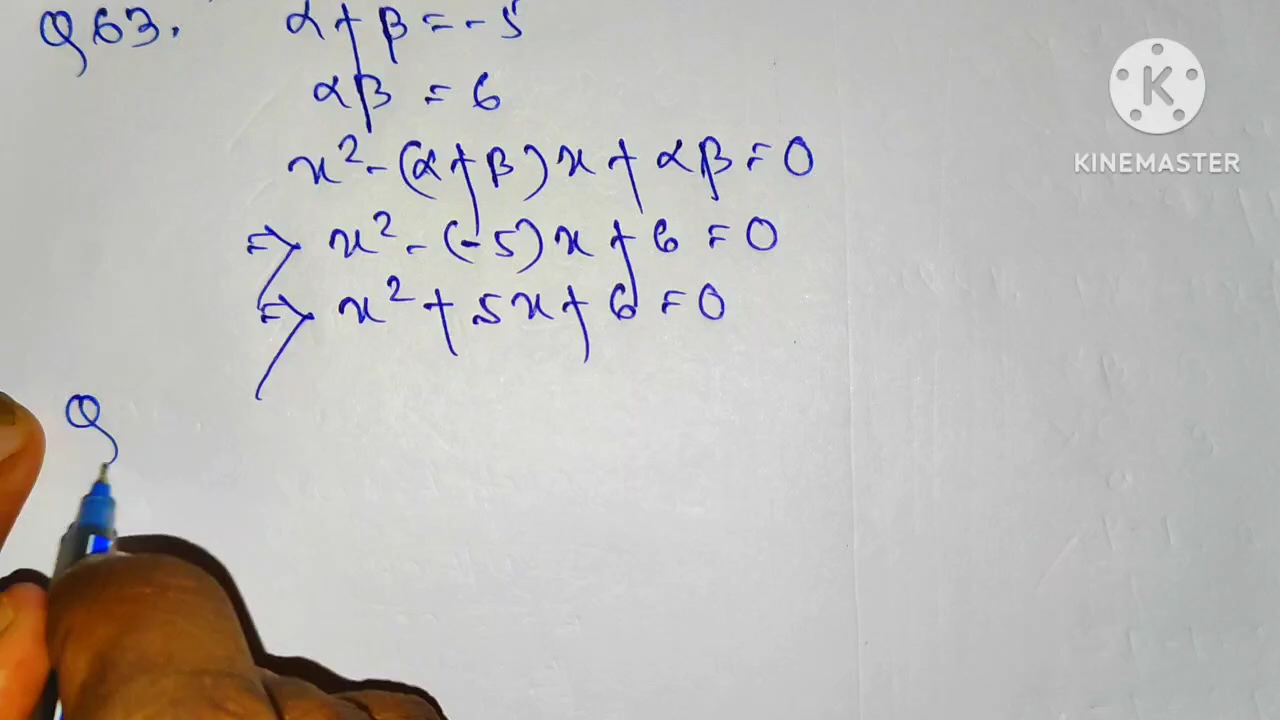 Q63. α+β=-5
αβ = 6
x²-(α+β)x+αβ=0
⇒ x²-(-5)x+6=0
⇒ x²+5x+6=0
Q
K
KINEMASTER